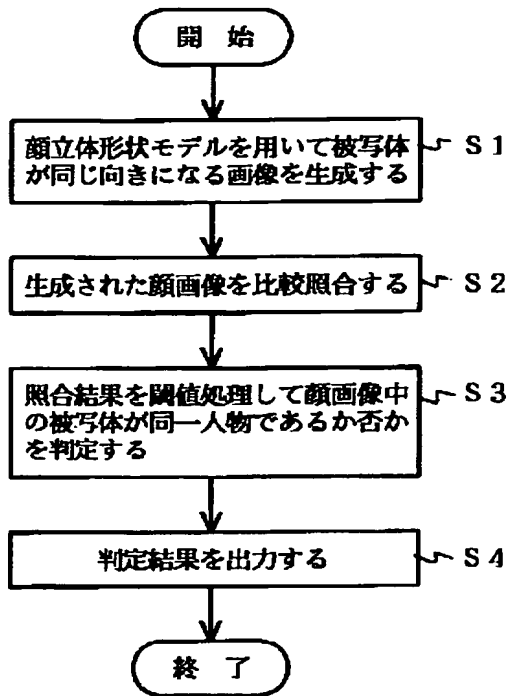 開 始
顔立体形状モデルを用いて被写体
が同じ向きになる画像を生成する
S1
生成された顔画像を比較照合する
S2
照合結果を閾値処理して顔画像中
の被写体が同一人物であるか否か
を判定する
S3
判定結果を出力する
S4
終 了